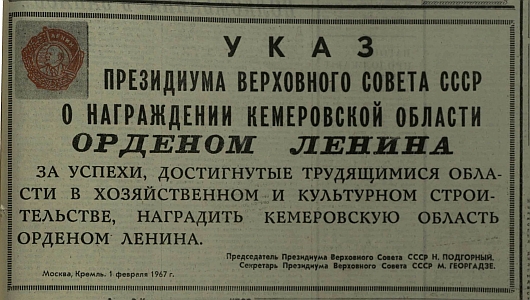 УКАЗ
ПРЕЗИДИУМА ВЕРХОВНОГО СОВЕТА СССР
О НАГРАЖДЕНИИ КЕМЕРОВСКОЙ ОБЛАСТИ
ОРДЕНОМ ЛЕНИНА
ЗА УСПЕХИ, ДОСТИГНУТЫЕ ТРУДЯЩИМИСЯ ОБЛА-
СТИ В ХОЗЯЙСТВЕННОМ И КУЛЬТУРНОМ СТРОИ-
ТЕЛЬСТВЕ, НАГРАДИТЬ КЕМЕРОВСКУЮ ОБЛАСТЬ
ОРДЕНОМ ЛЕНИНА.
Председатель Президиума Верховного Совета СССР Н. ПОДГОРНЫЙ.
Секретарь Президиума Верховного Совета СССР М. ГЕОРГАДЗЕ.
Москва, Кремль. 1 февраля 1967 г.